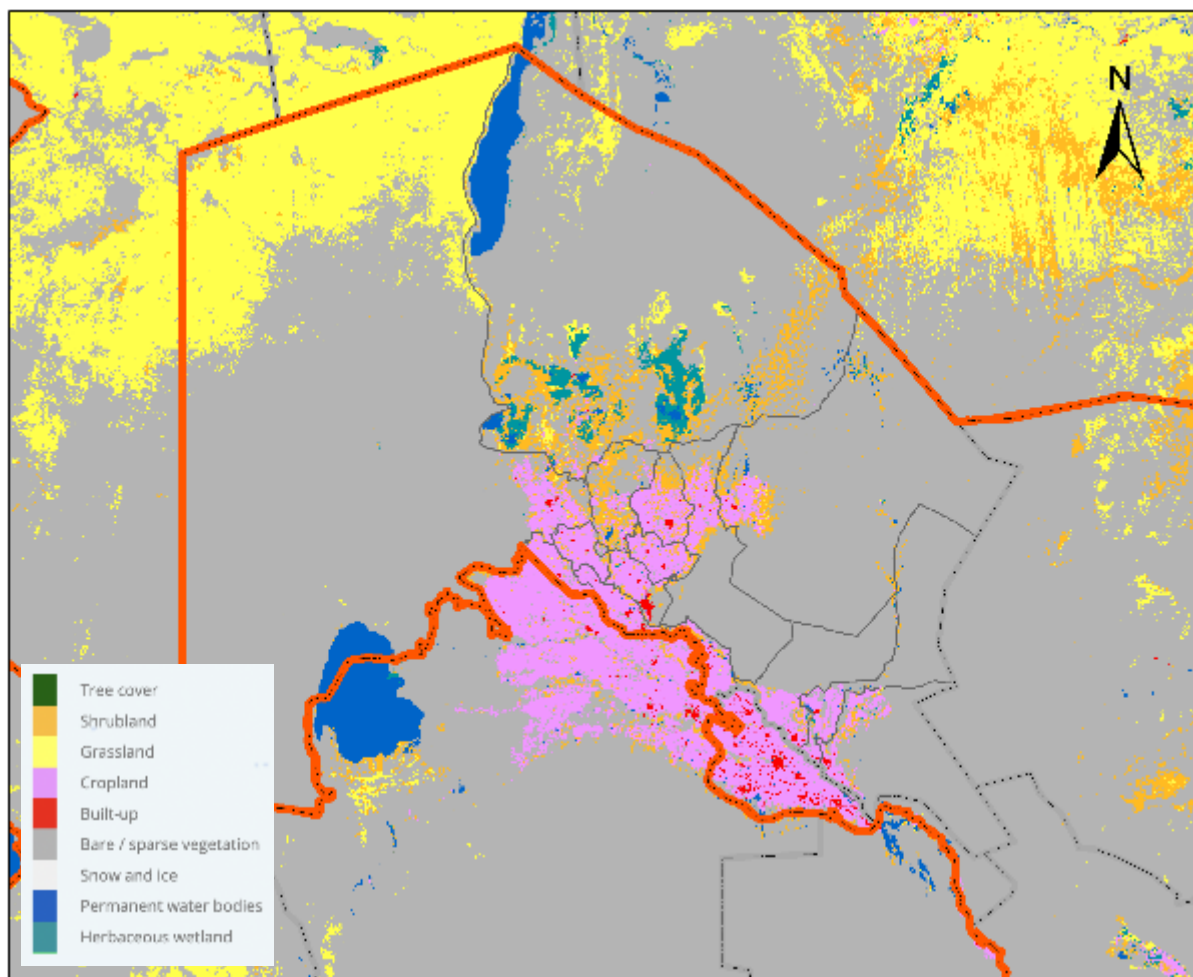 N
Tree cover
Shrubland
Grassland
Cropland
Built-up
Bare / sparse vegetation
Snow and ice
Permanent water bodies
Herbaceous wetland